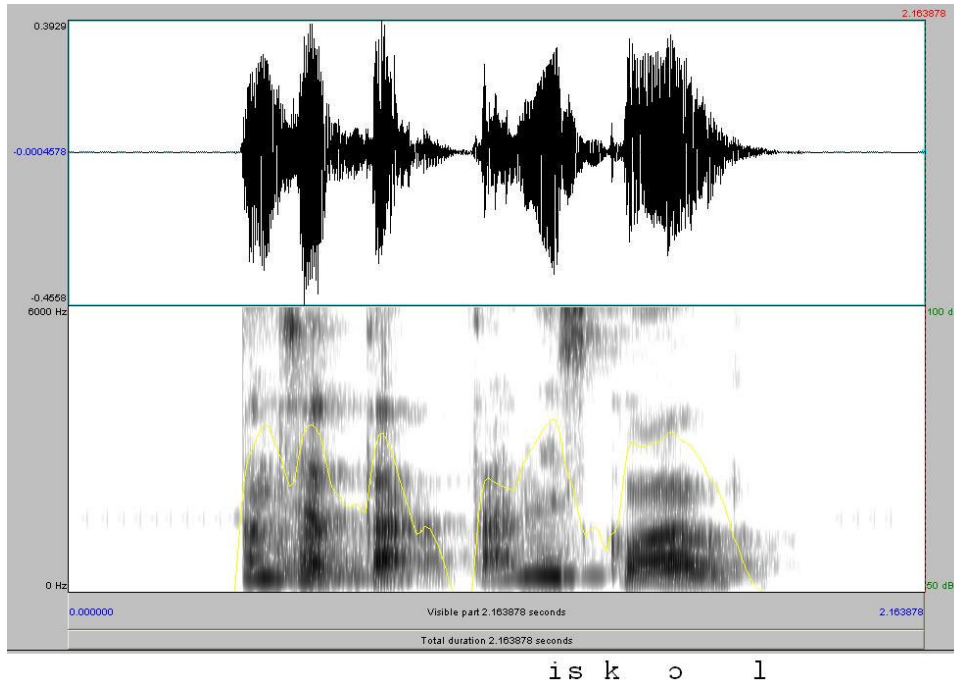 2.163878
0.3929
-0.0004578
-0.4558
6000 Hz
100 d
0 Hz
50 dB
0.000000 Visible part 2.163878 seconds 2.163878
Total duration 2.163878 seconds
is k ɔ l